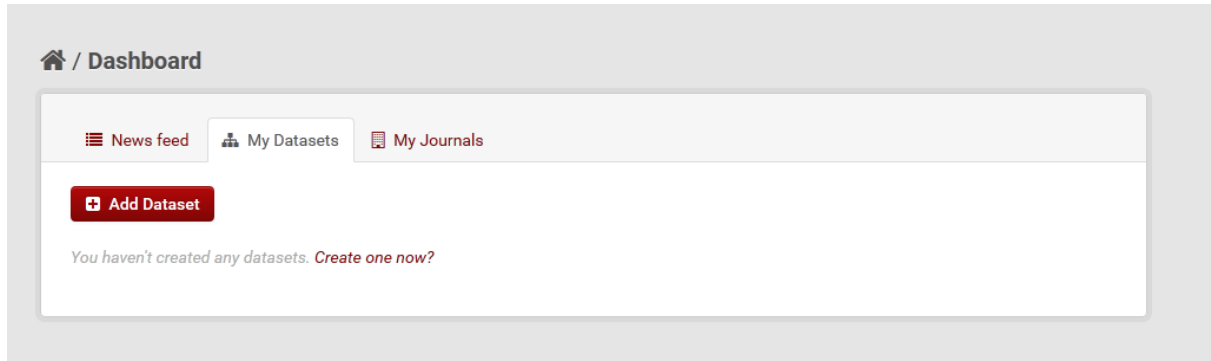 / Dashboard
News feed My Datasets My Journals
Add Dataset
You haven't created any datasets. Create one now?